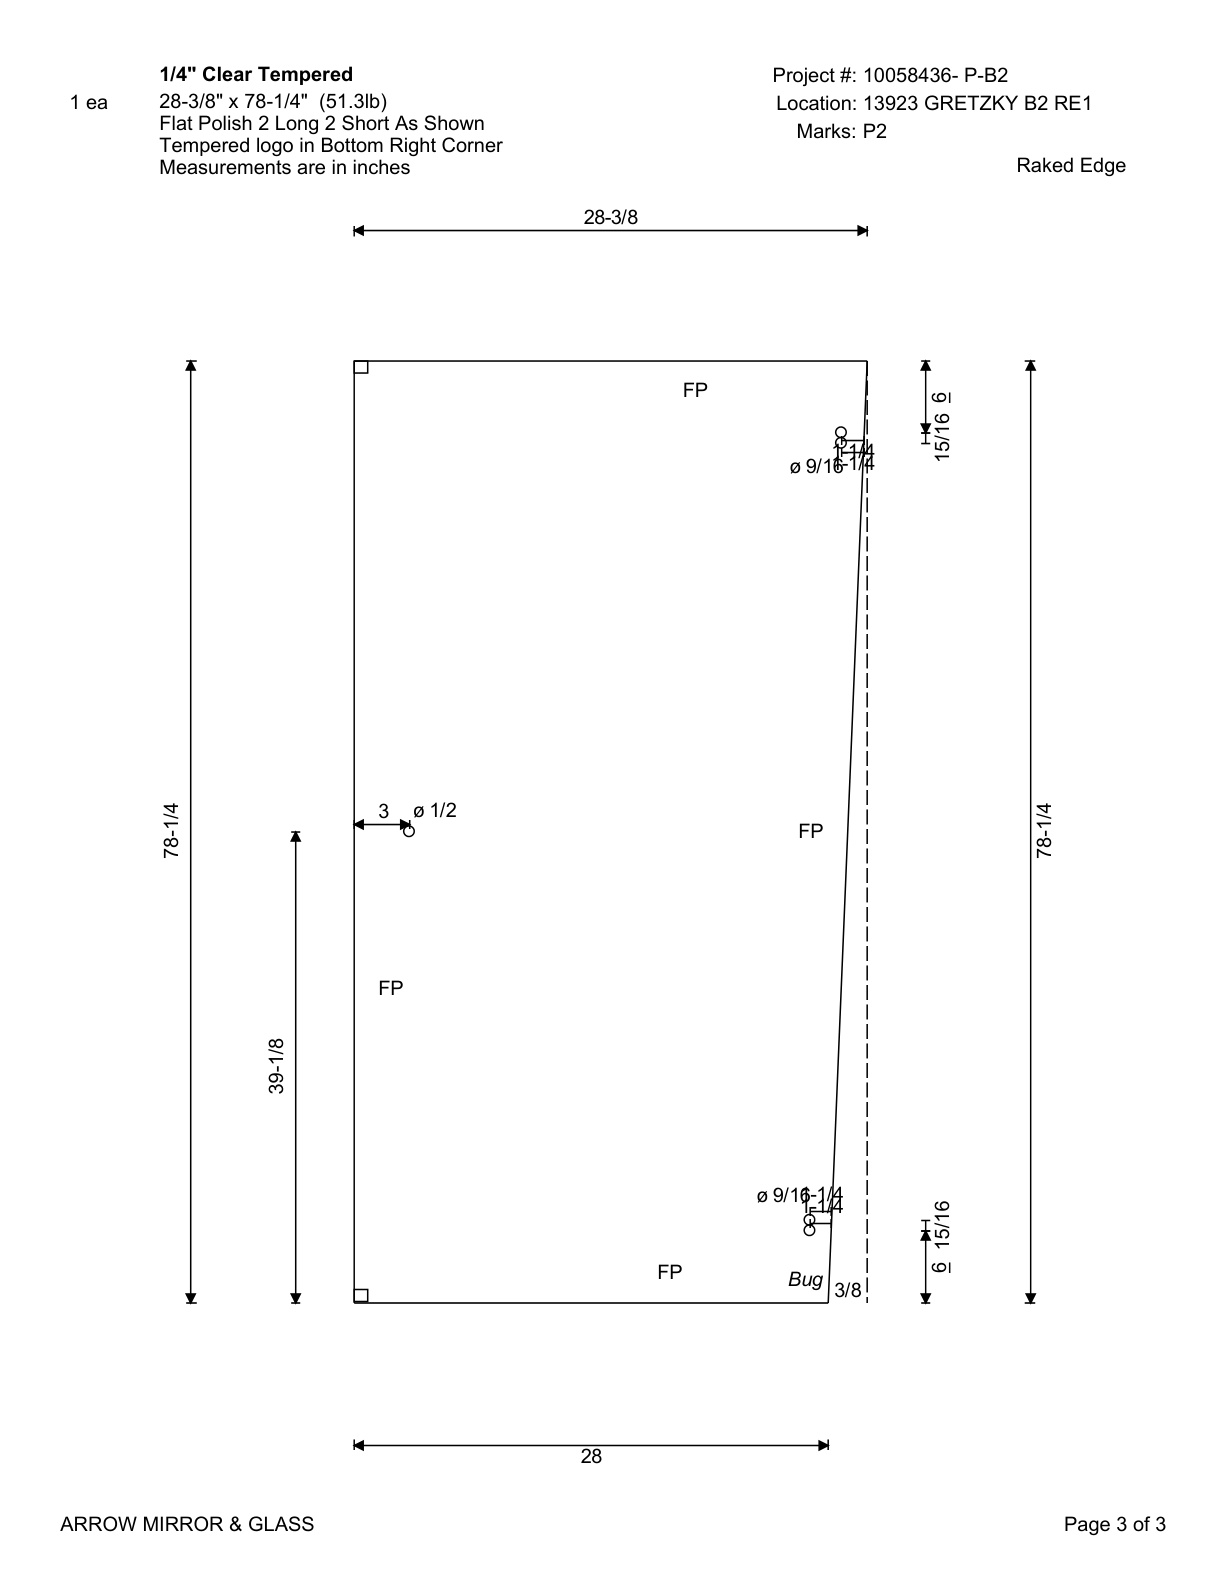 1/4" Clear Tempered
1 ea
28-3/8" x 78-1/4" (51.3lb)
Flat Polish 2 Long 2 Short As Shown
Tempered logo in Bottom Right Corner
Measurements are in inches
Project #: 10058436- P-B2
Location: 13923 GRETZKY B2 RE1
Marks: P2
Raked Edge
28-3/8
FP
6
15/16
1-1/4
ø 9/16
1-1/4
3
ø 1/2
78-1/4
FP
78-1/4
FP
39-1/8
ø 9/16
1-1/4
1-1/4
15/16
6
FP
Bug
3/8
28
ARROW MIRROR & GLASS
Page 3 of 3